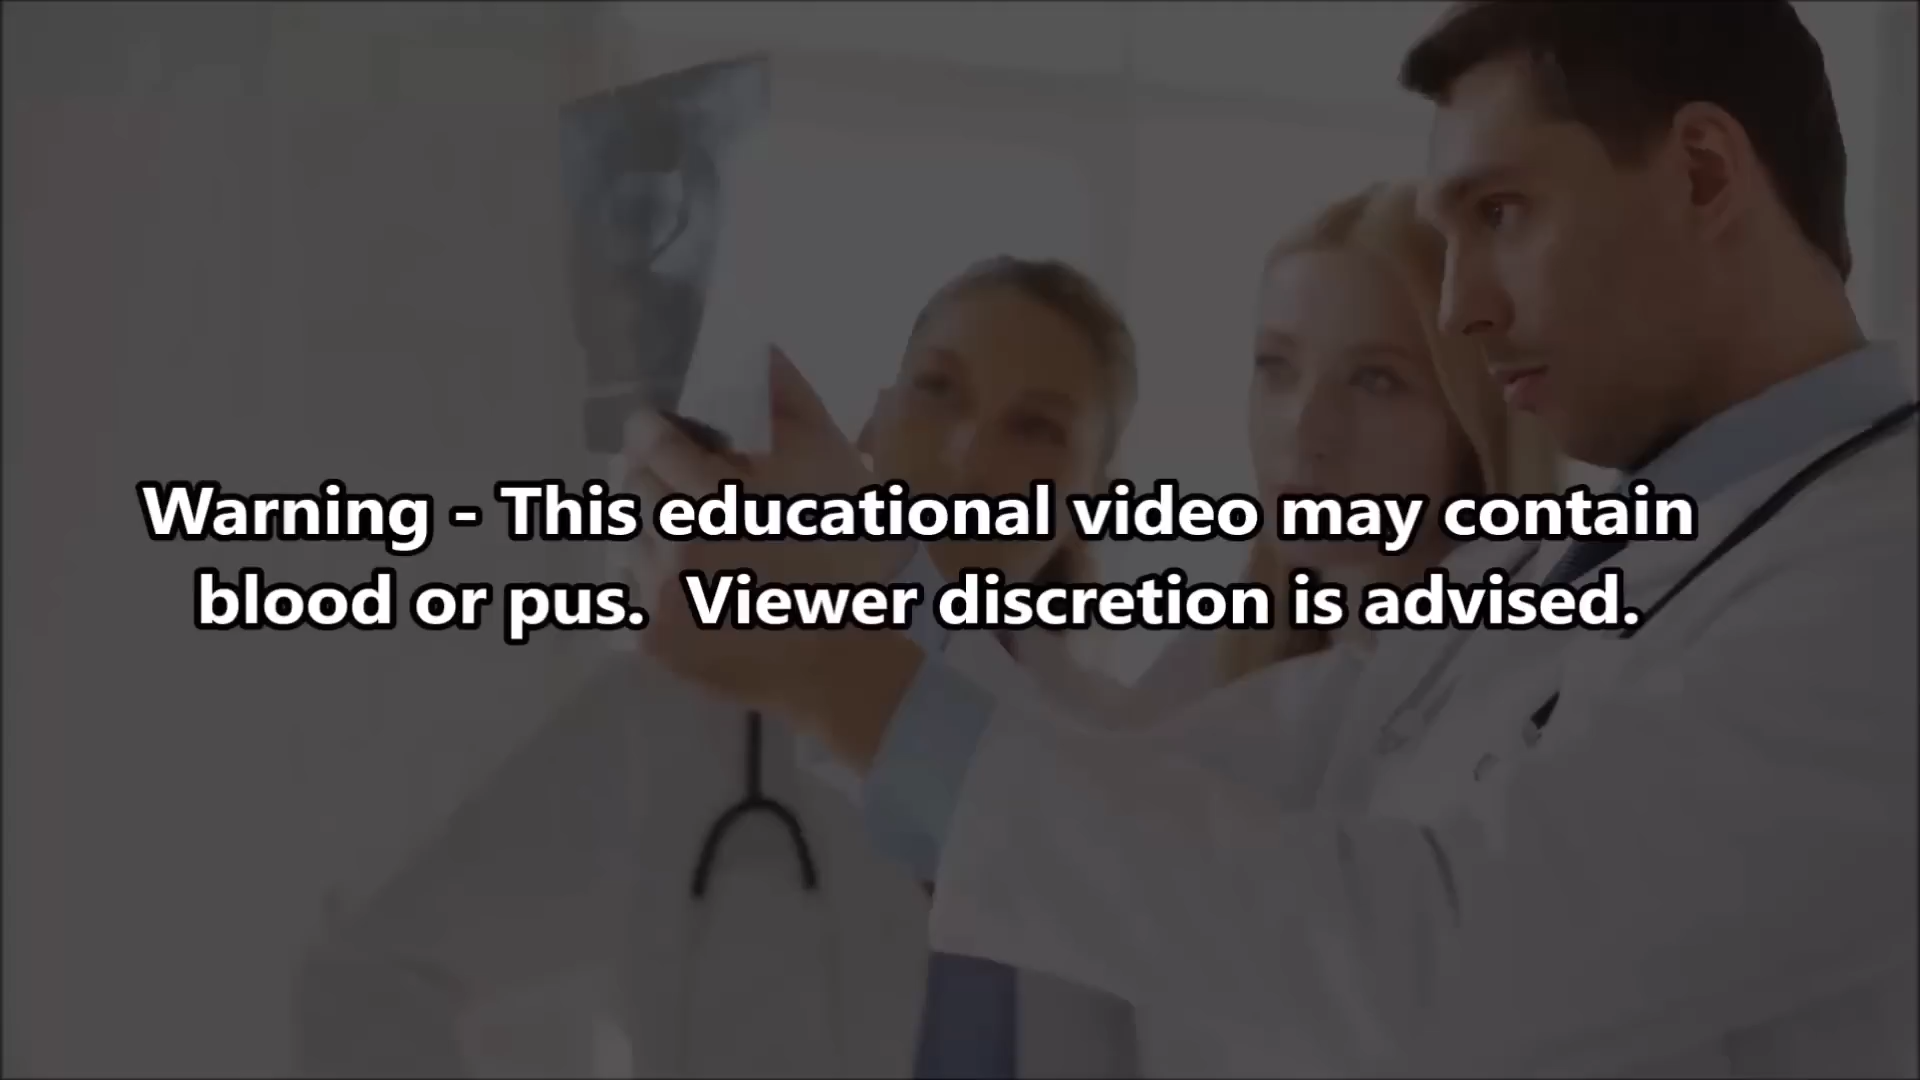 Warning - This educational video may contain
blood or pus.  Viewer discretion is advised.